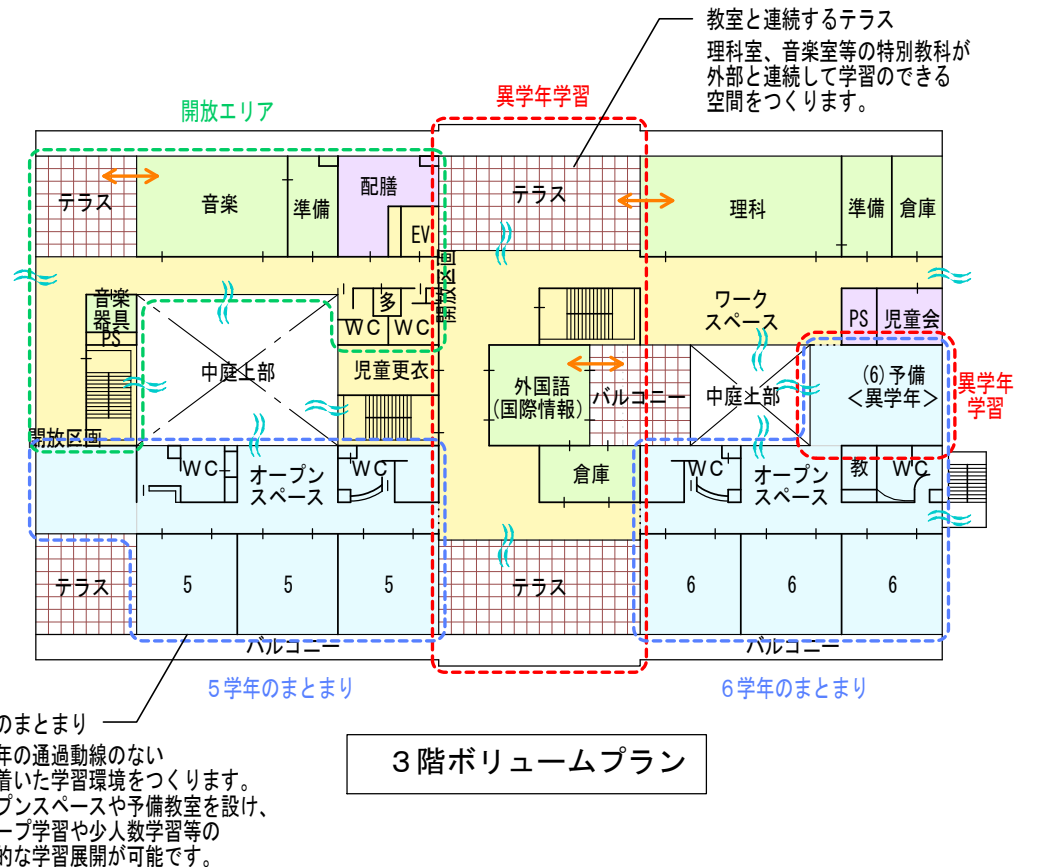 教室と連続するテラス
理科室、音楽室等の特別教科が
外部と連続して学習のできる
空間をつくります。
開放エリア
異学年学習
テラス
音楽
準備
配膳
EV
テラス
理科
準備
倉庫
開放区画
音楽
器具
PS
多
WC
WC
ワーク
スペース
PS
児童会
中庭上部
児童更衣
外国語
(国際情報)
バルコニー
中庭上部
(6)予備
<異学年>
異学年
学習
開放区画
WC
オープン
スペース
WC
倉庫
WC
オープン
スペース
教
WC
テラス
5
5
5
テラス
6
6
6
バルコニー
バルコニー
5学年のまとまり
6学年のまとまり
のまとまり
年の通過動線のない
着いた学習環境をつくります。
プンスペースや予備教室を設け、
ープ学習や少人数学習等の
的な学習展開が可能です。
3階ボリュームプラン